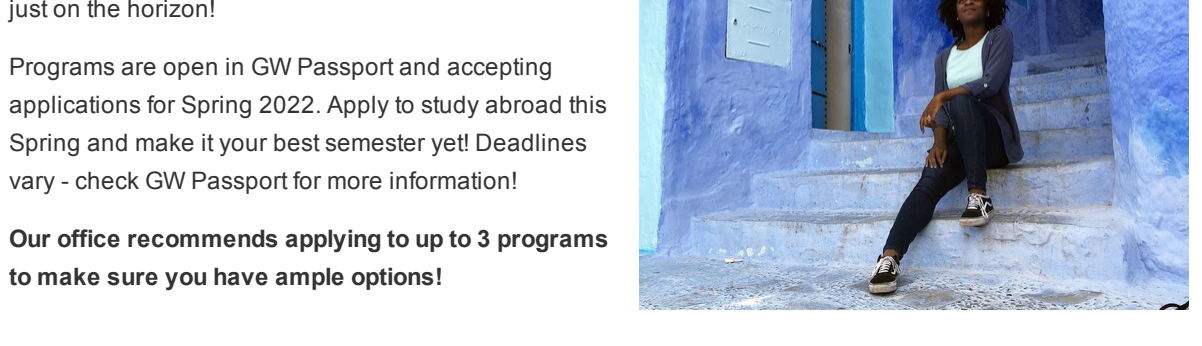 just on the horizon!
Programs are open in GW Passport and accepting
applications for Spring 2022. Apply to study abroad this
Spring and make it your best semester yet! Deadlines
vary - check GW Passport for more information!
Our office recommends applying to up to 3 programs
to make sure you have ample options!